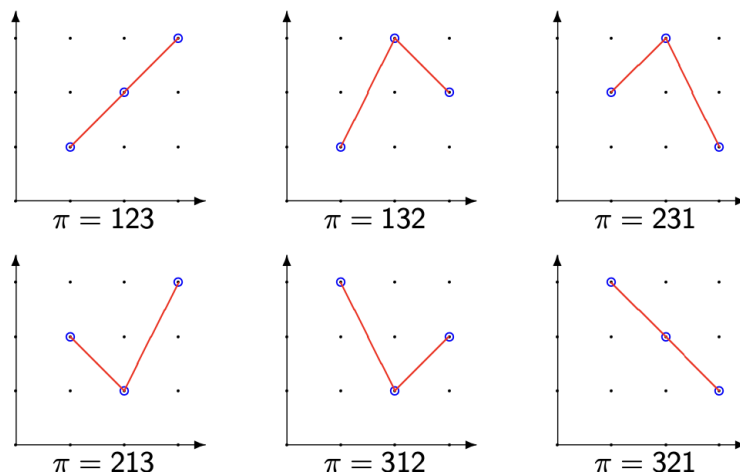 π = 123
π = 132
π = 231
π = 213
π = 312
π = 321